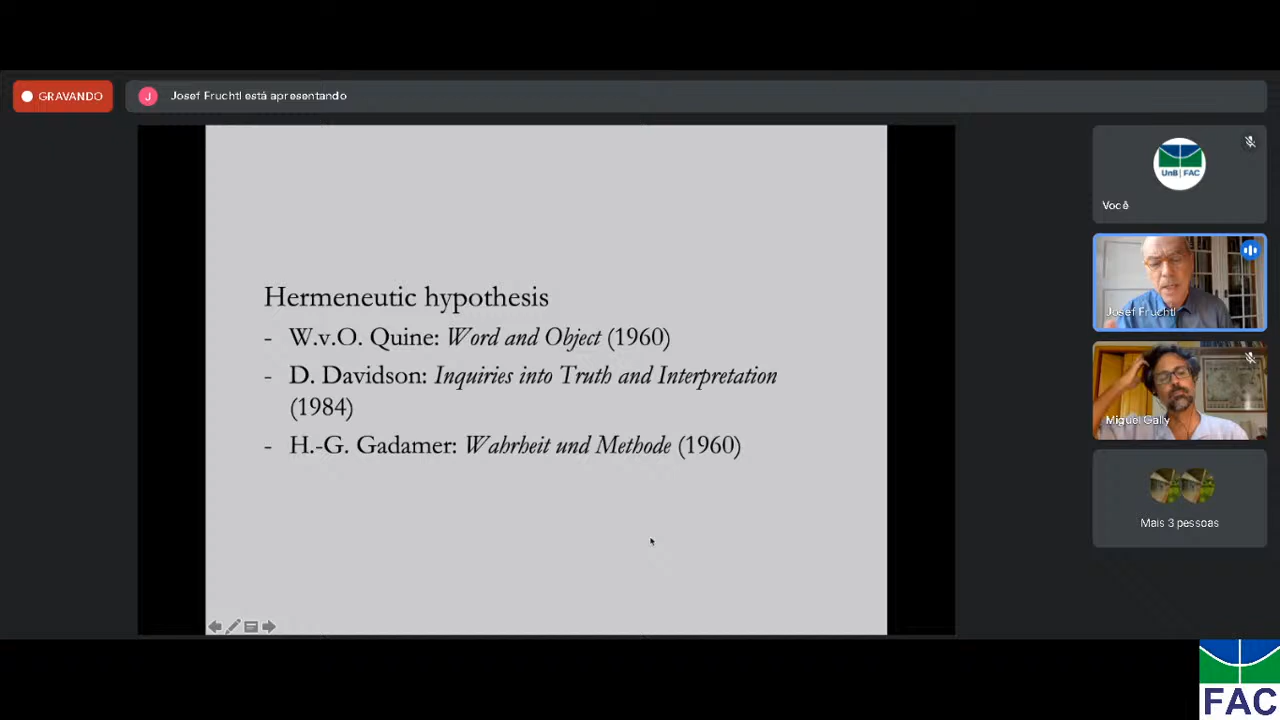 GRAVANDO
J
Josef Fruchtl está apresentando
Hermeneutic hypothesis
- W.v.O. Quine: Word and Object (1960)
- D. Davidson: Inquiries into Truth and Interpretation
(1984)
- H.-G. Gadamer: Wahrheit und Methode (1960)
UnB | FAC
Você
Josef Fruchtl
Miguel Gally
Mais 3 pessoas
FAC